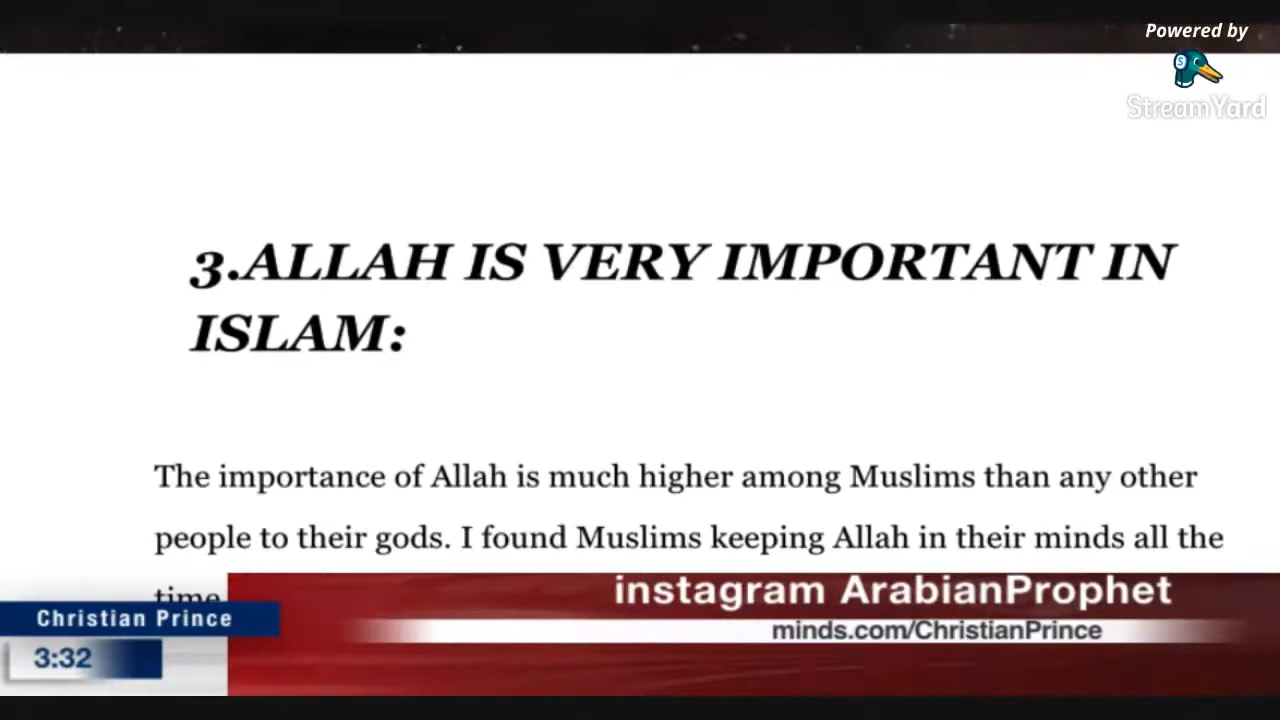 Powered by
StreamYard
3.ALLAH IS VERY IMPORTANT IN
ISLAM:
The importance of Allah is much higher among Muslims than any other
people to their gods. I found Muslims keeping Allah in their minds all the
time
instagram ArabianProphet
Christian Prince
minds.com/ChristianPrince
3:32